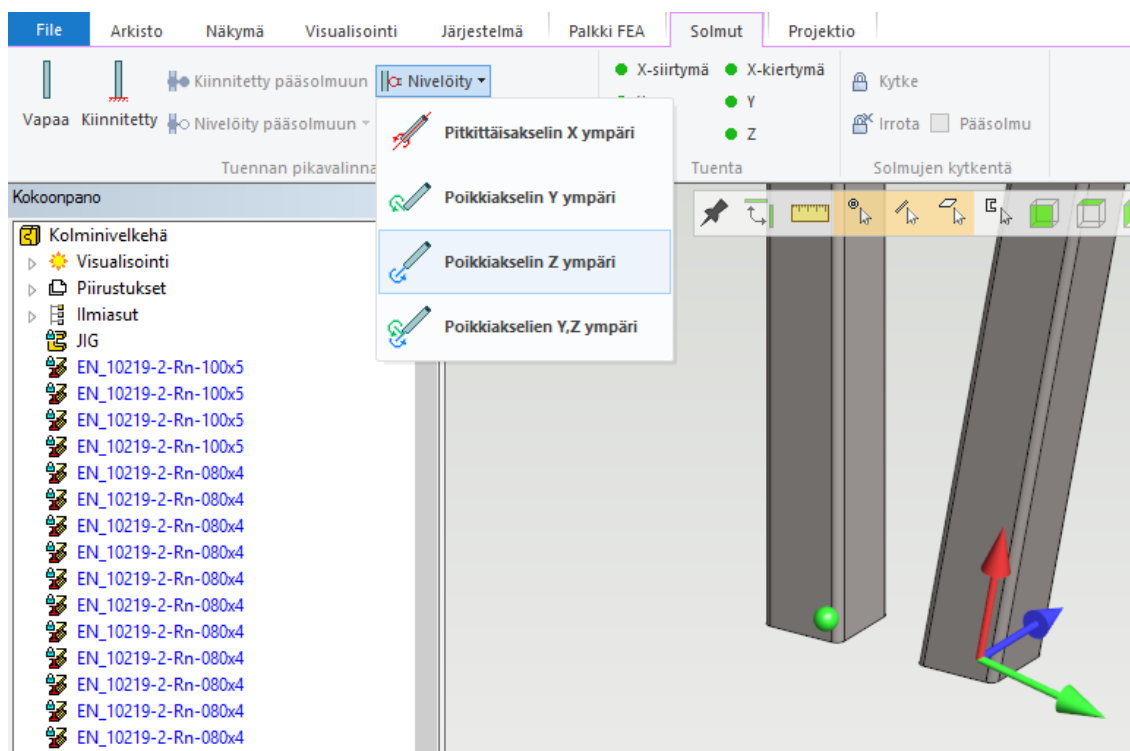 File Arkisto Näkymä Visualisointi Järjestelmä Palkki FEA Solmut Projektio
Vapaa Kiinnitetty
Kiinnitetty pääsolmuun
Nivelöity pääsolmuun
Nivelöity
Tuennan pikavalinna
X-siirtymä X-kiertymä
Y
Z
Tuenta
Kytke
Irrota Pääsolmu
Solmujen kytkentä
Pitkittäisakselin X ympäri
Poikkiakselin Y ympäri
Poikkiakselin Z ympäri
Poikkiakselien Y,Z ympäri
Kokoonpano
Kolminivelkehä
Visualisointi
Piirustukset
Ilmiasut
JIG
EN_10219-2-Rn-100x5
EN_10219-2-Rn-100x5
EN_10219-2-Rn-100x5
EN_10219-2-Rn-100x5
EN_10219-2-Rn-080x4
EN_10219-2-Rn-080x4
EN_10219-2-Rn-080x4
EN_10219-2-Rn-080x4
EN_10219-2-Rn-080x4
EN_10219-2-Rn-080x4
EN_10219-2-Rn-080x4
EN_10219-2-Rn-080x4
EN_10219-2-Rn-080x4
EN_10219-2-Rn-080x4
EN_10219-2-Rn-080x4